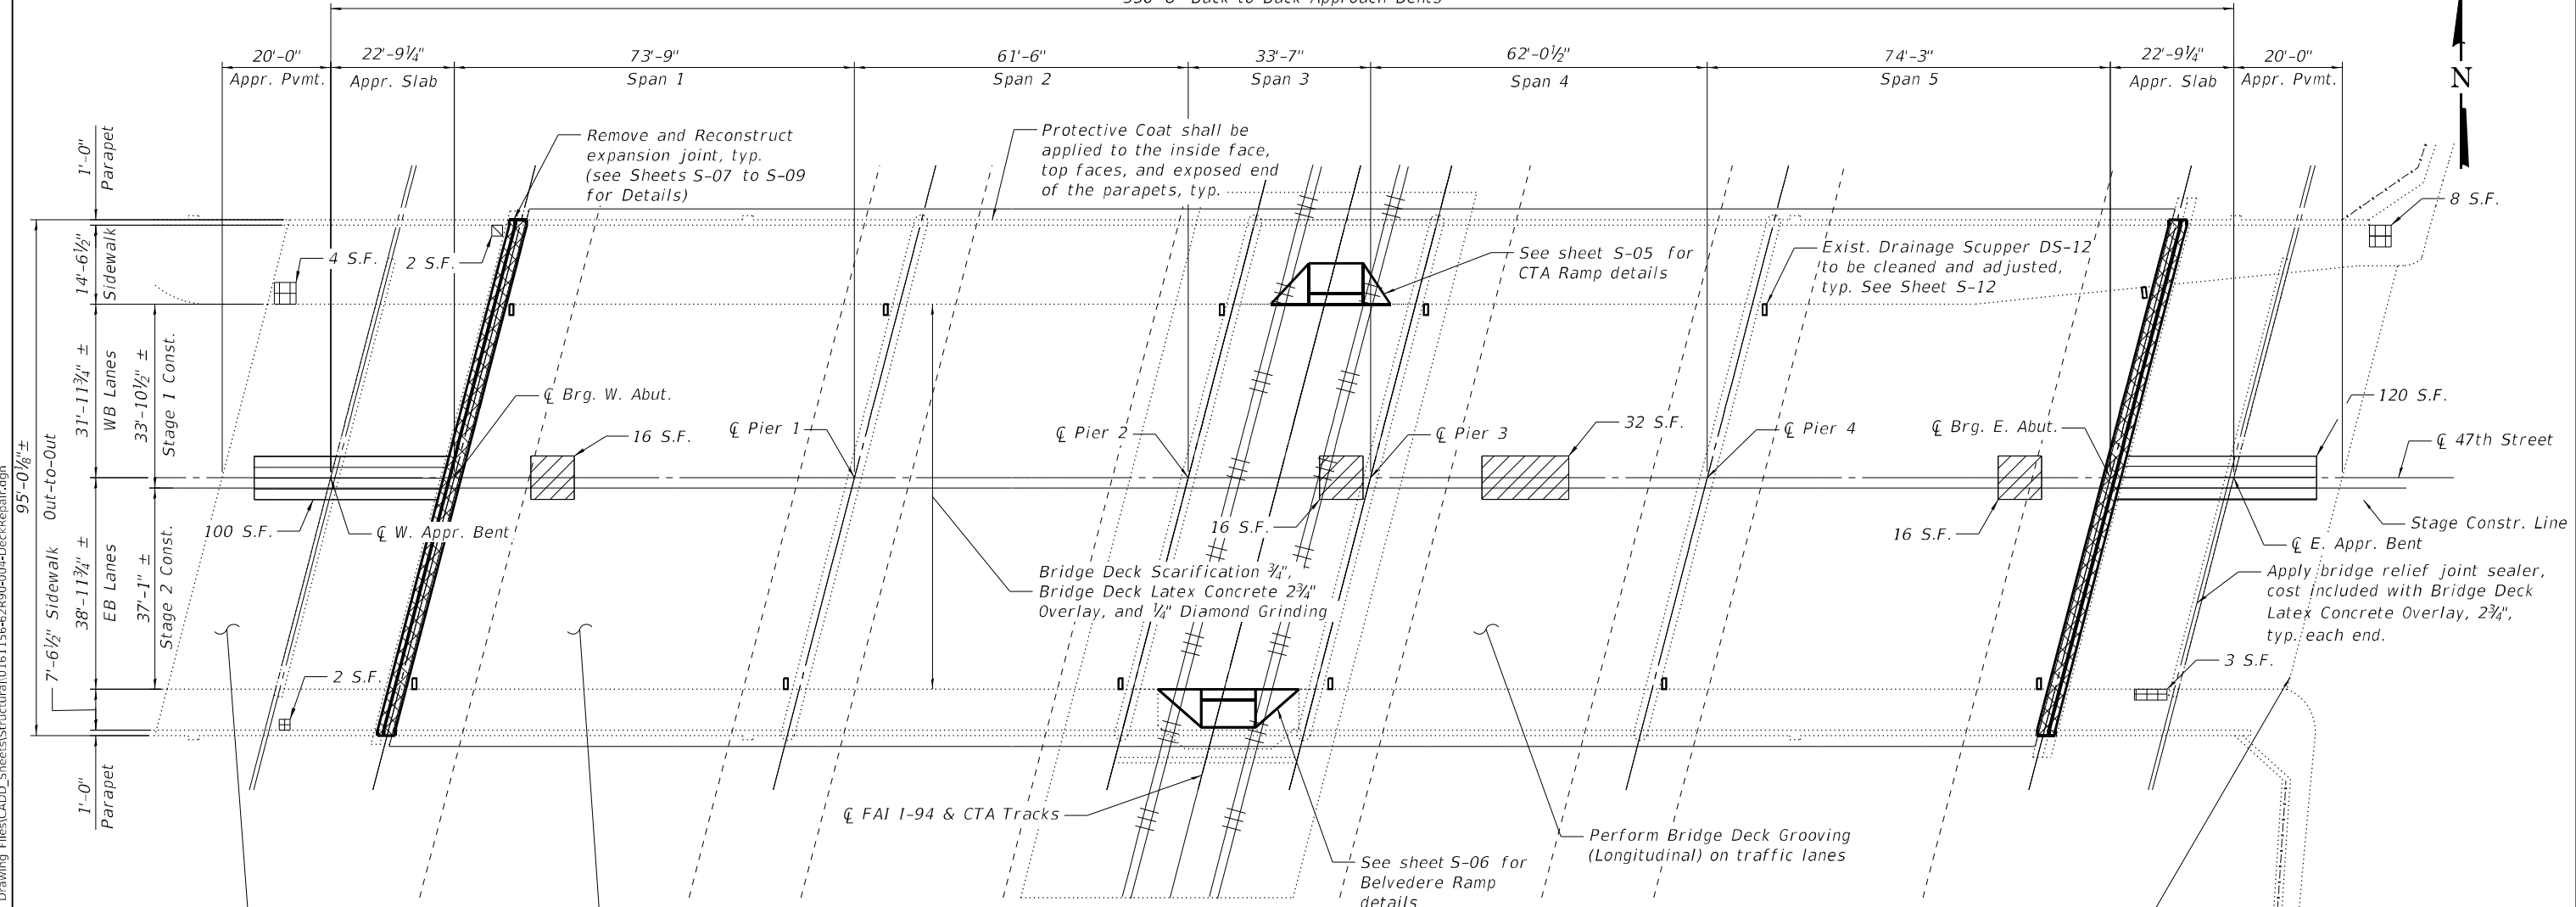 20'-0"
Appr. Pvmt.
22'-9¼"
Appr. Slab
73'-9"
Span 1
61'-6"
Span 2
33'-7"
Span 3
62'-0½"
Span 4
74'-3"
Span 5
22'-9¼"
Appr. Slab
20'-0"
Appr. Pvmt.
Back to Back Approach Bents
N
1'-0"
Parapet
14'-6½"
Sidewalk
31'-11¾" ±
WB Lanes
33'-10½" ±
Stage 1 Const.
95'-0⅛"±
Out-to-Out
7'-6½" Sidewalk
38'-11¾" ±
EB Lanes
37'-1" ±
Stage 2 Const.
1'-0"
Parapet
Remove and Reconstruct
expansion joint, typ.
(see Sheets S-07 to S-09
for Details)
Protective Coat shall be
applied to the inside face,
top faces, and exposed end
of the parapets, typ.
See sheet S-05 for
CTA Ramp details
Exist. Drainage Scupper DS-12
to be cleaned and adjusted,
typ. See Sheet S-12
8 S.F.
4 S.F.
2 S.F.
℄ Brg. W. Abut.
16 S.F.
℄ Pier 1
℄ Pier 2
℄ Pier 3
32 S.F.
℄ Pier 4
℄ Brg. E. Abut.
120 S.F.
℄ 47th Street
100 S.F.
℄ W. Appr. Bent
16 S.F.
16 S.F.
Stage Constr. Line
℄ E. Appr. Bent
Bridge Deck Scarification ¾",
Bridge Deck Latex Concrete 2¾"
Overlay, and ¼" Diamond Grinding
Apply bridge relief joint sealer,
cost included with Bridge Deck
Latex Concrete Overlay, 2¾",
typ. each end.
2 S.F.
3 S.F.
℄ FAI I-94 & CTA Tracks
Perform Bridge Deck Grooving
(Longitudinal) on traffic lanes
See sheet S-06 for
Belvedere Ramp
details